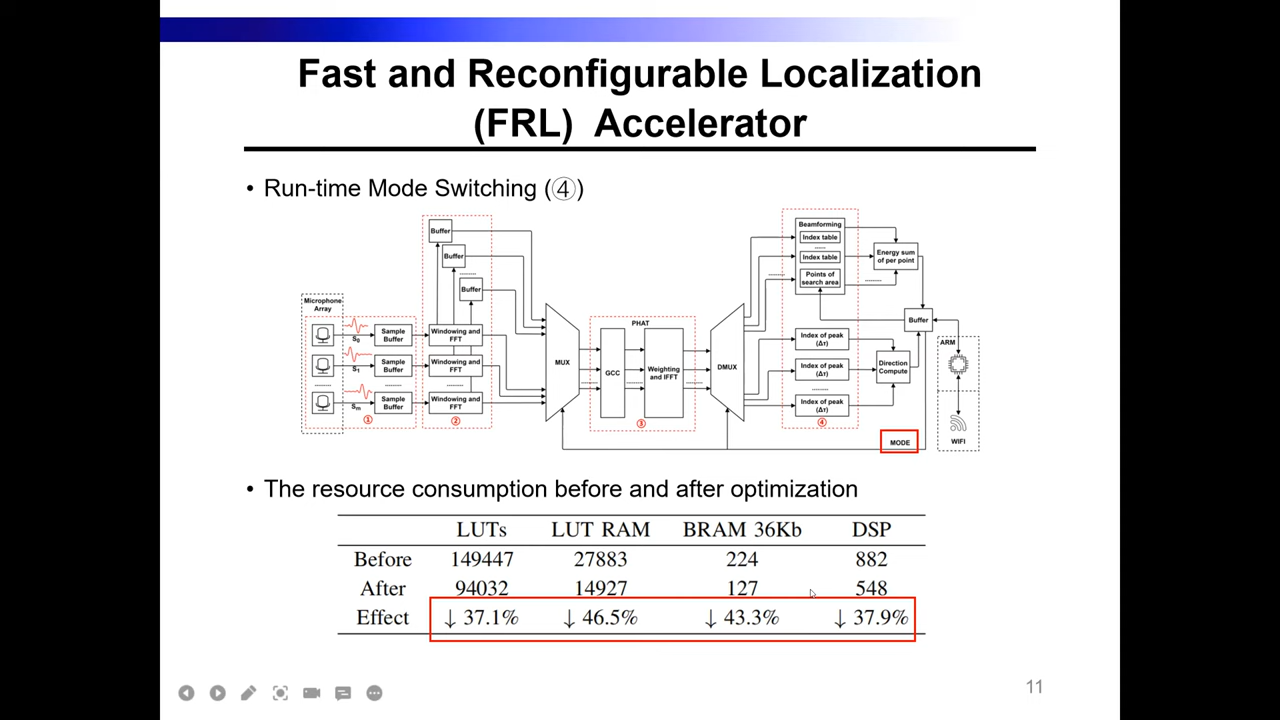 Fast and Reconfigurable Localization
(FRL) Accelerator
• Run-time Mode Switching (④)
Buffer
Buffer
.........
Buffer
Microphone
Array
S0
Sample
Buffer
Windowing and
FFT
S1
Sample
Buffer
Windowing and
FFT
.........
.........
.........
Sm
Sample
Buffer
Windowing and
FFT
①
②
MUX
PHAT
GCC
Weighting
and IFFT
.........
.........
.........
③
DMUX
Beamforming
Index table
......
Index table
Points of
search area
.........
.........
Energy sum
of per point
Buffer
Index of peak
(Δτ)
Index of peak
(Δτ)
.........
Index of peak
(Δτ)
.........
④
Direction
Compute
MODE
ARM
WIFI
• The resource consumption before and after optimization
LUTs LUT RAM BRAM 36Kb DSP
Before 149447 27883 224 882
After 94032 14927 127 548
Effect ↓ 37.1% ↓ 46.5% ↓ 43.3% ↓ 37.9%
11